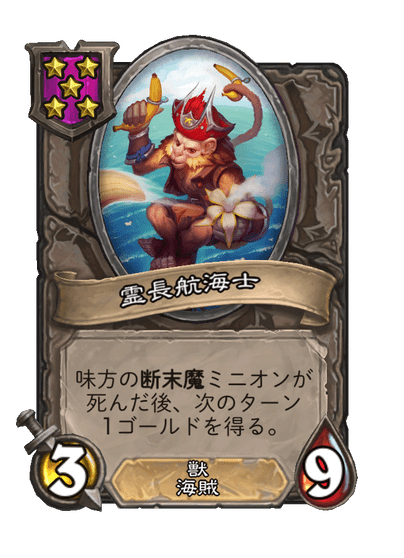 霊長航海士
味方の断末魔ミニオンが
死んだ後、次のターン
1ゴールドを得る。
3
獣
海賊
9